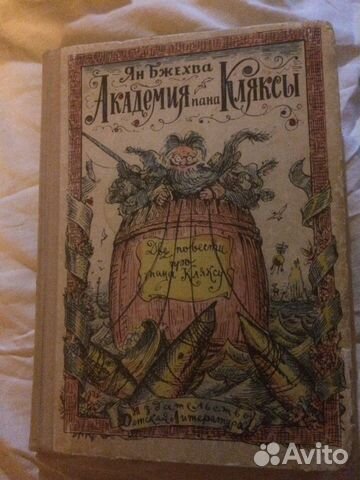 Ян Бжехва
Академия пана Кляксы
Две повести
про
пана Кляксу
Издательство
Детская Литература
Avito